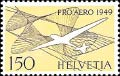 PRO AERO 1949
150 HELVETIA